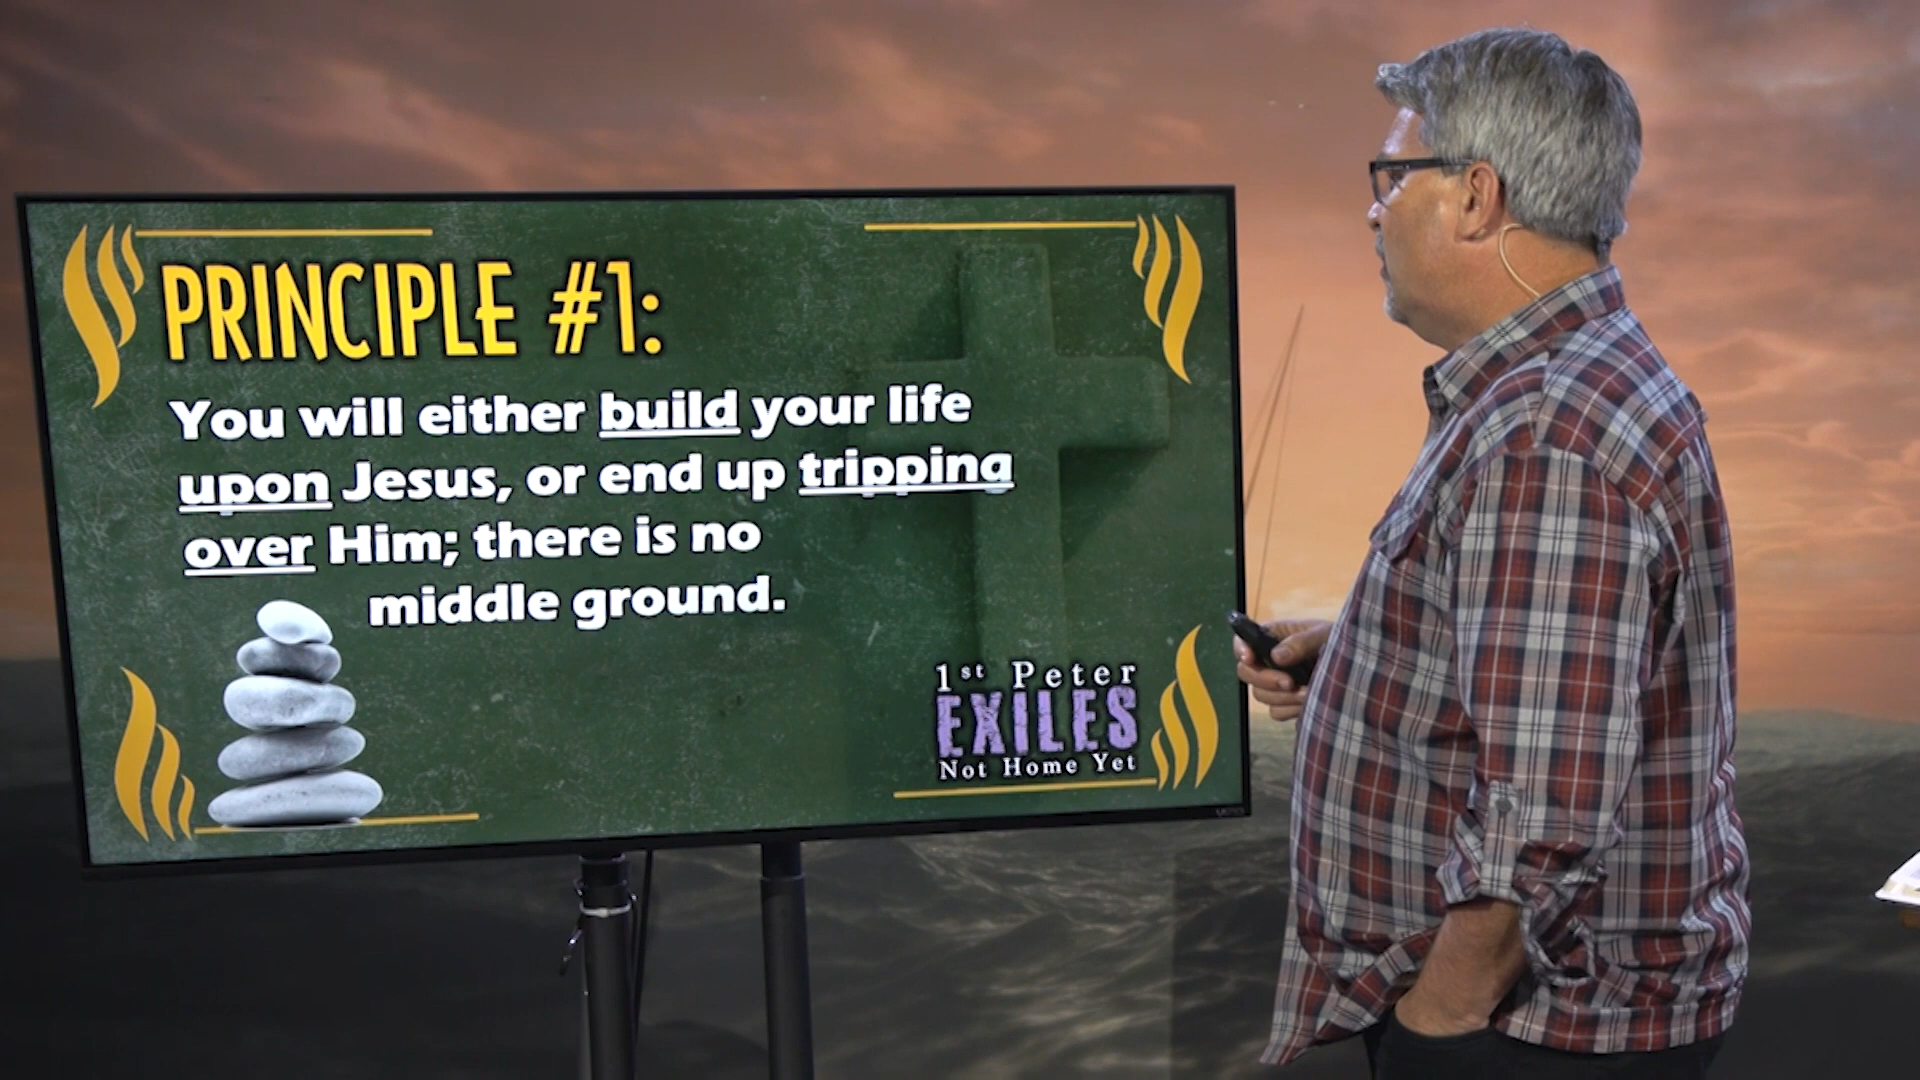 PRINCIPLE #1:
You will either build your life
upon Jesus, or end up tripping
over Him; there is no
middle ground.
1st Peter
EXILES
Not Home Yet